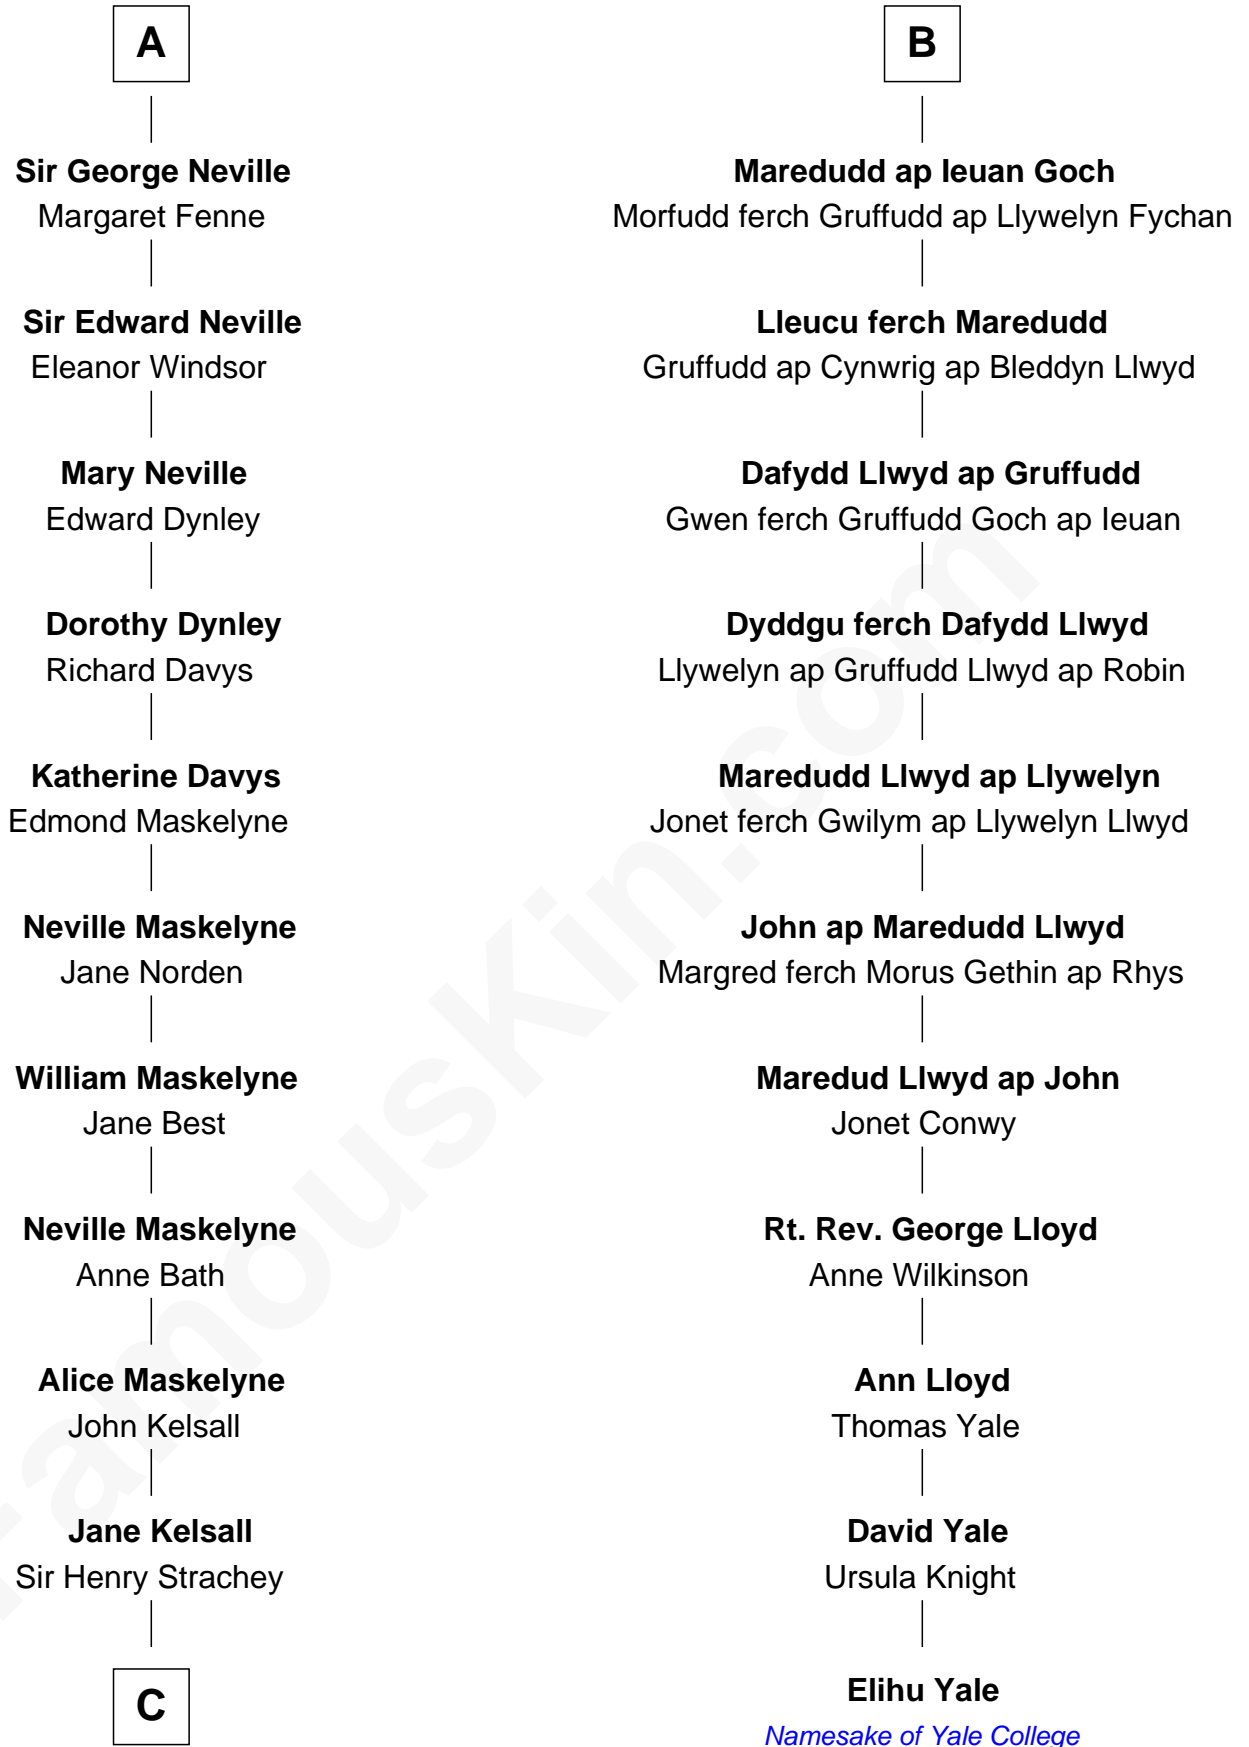 A
Sir George Neville
Margaret Fenne
Sir Edward Neville
Eleanor Windsor
Mary Neville
Edward Dynley
Dorothy Dynley
Richard Davys
Katherine Davys
Edmond Maskelyne
Neville Maskelyne
Jane Norden
William Maskelyne
Jane Best
Neville Maskelyne
Anne Bath
Alice Maskelyne
John Kelsall
Jane Kelsall
Sir Henry Strachey
C
B
Maredudd ap Ieuan Goch
Morfudd ferch Gruffudd ap Llywelyn Fychan
Lleucu ferch Maredudd
Gruffudd ap Cynwrig ap Bleddyn Llwyd
Dafydd Llwyd ap Gruffudd
Gwen ferch Gruffudd Goch ap Ieuan
Dyddgu ferch Dafydd Llwyd
Llywelyn ap Gruffudd Llwyd ap Robin
Maredudd Llwyd ap Llywelyn
Jonet ferch Gwilym ap Llywelyn Llwyd
John ap Maredudd Llwyd
Margred ferch Morus Gethin ap Rhys
Maredud Llwyd ap John
Jonet Conwy
Rt. Rev. George Lloyd
Anne Wilkinson
Ann Lloyd
Thomas Yale
David Yale
Ursula Knight
Elihu Yale
Namesake of Yale College
FamousKin.com